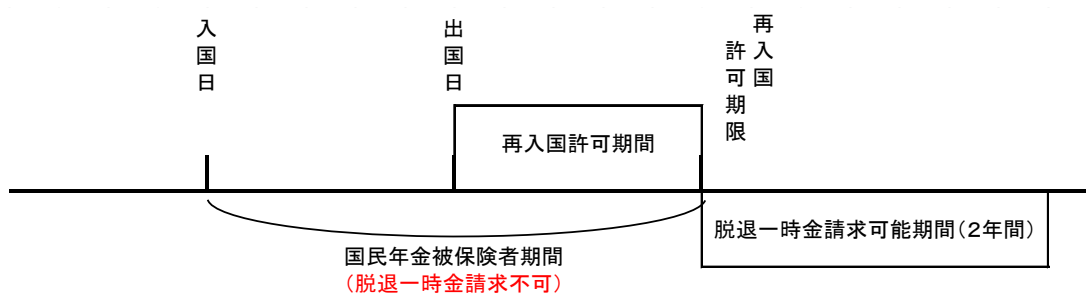 入国日
出国日
再入国
許可期限
再入国許可期間
脱退一時金請求可能期間（２年間）
国民年金被保険者期間
（脱退一時金請求不可）